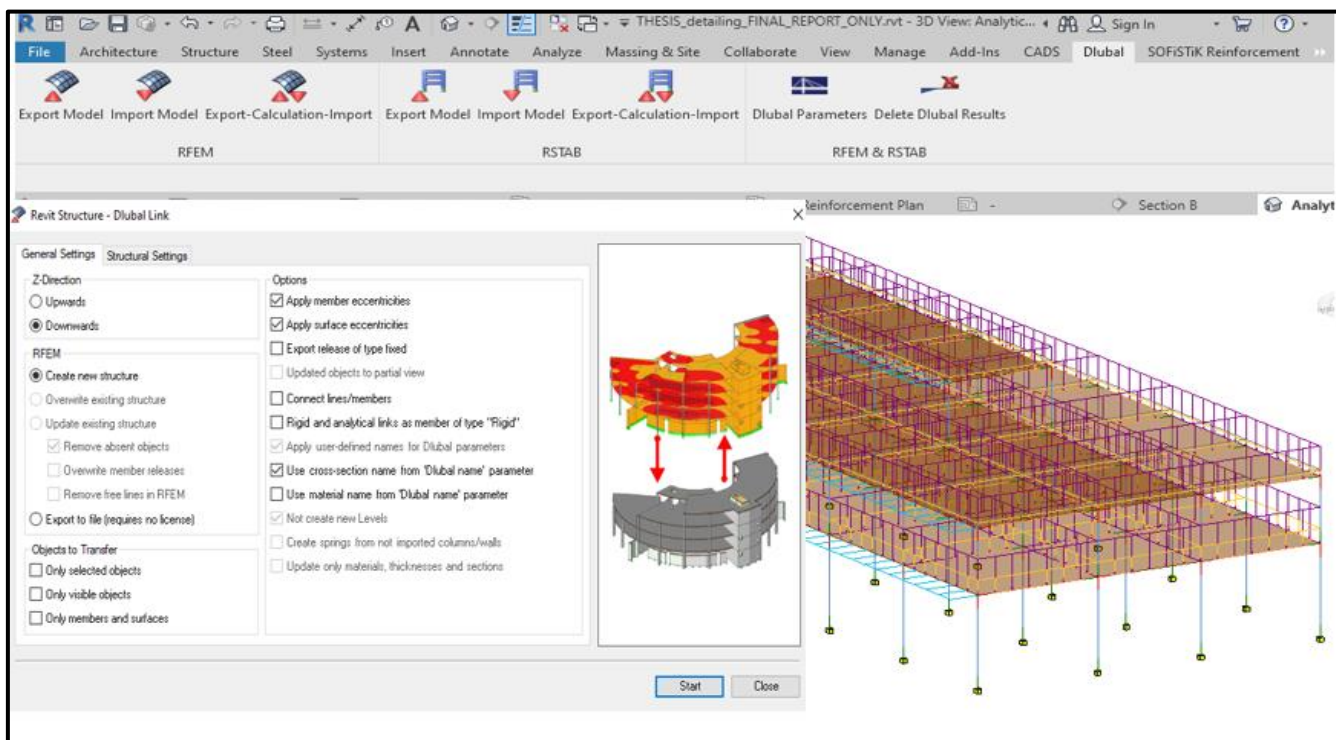 THESIS_detailing_FINAL_REPORT_ONLY.rvt - 3D View: Analytic... Sign In
File Architecture Structure Steel Systems Insert Annotate Analyze Massing & Site Collaborate View Manage Add-Ins CADS Dlubal SOFiSTiK Reinforcement
Export Model Import Model Export-Calculation-Import Export Model Import Model Export-Calculation-Import Dlubal Parameters Delete Dlubal Results
RFEM RSTAB RFEM & RSTAB
Reinforcement Plan - Section B Analyt
Revit Structure - Dlubal Link
General Settings Structural Settings
Z-Direction
Upwards
Downwards
RFEM
Create new structure
Overwrite existing structure
Update existing structure
Remove absent objects
Overwrite member releases
Remove free lines in RFEM
Export to file (requires no license)
Objects to Transfer
Only selected objects
Only visible objects
Only members and surfaces
Options
Apply member eccentricities
Apply surface eccentricities
Export release of type fixed
Updated objects to partial view
Connect lines/members
Rigid and analytical links as member of type "Rigid"
Apply user-defined names for Dlubal parameters
Use cross-section name from 'Dlubal name' parameter
Use material name from 'Dlubal name' parameter
Not create new Levels
Create springs from not imported columns/walls
Update only materials, thicknesses and sections
Start Close